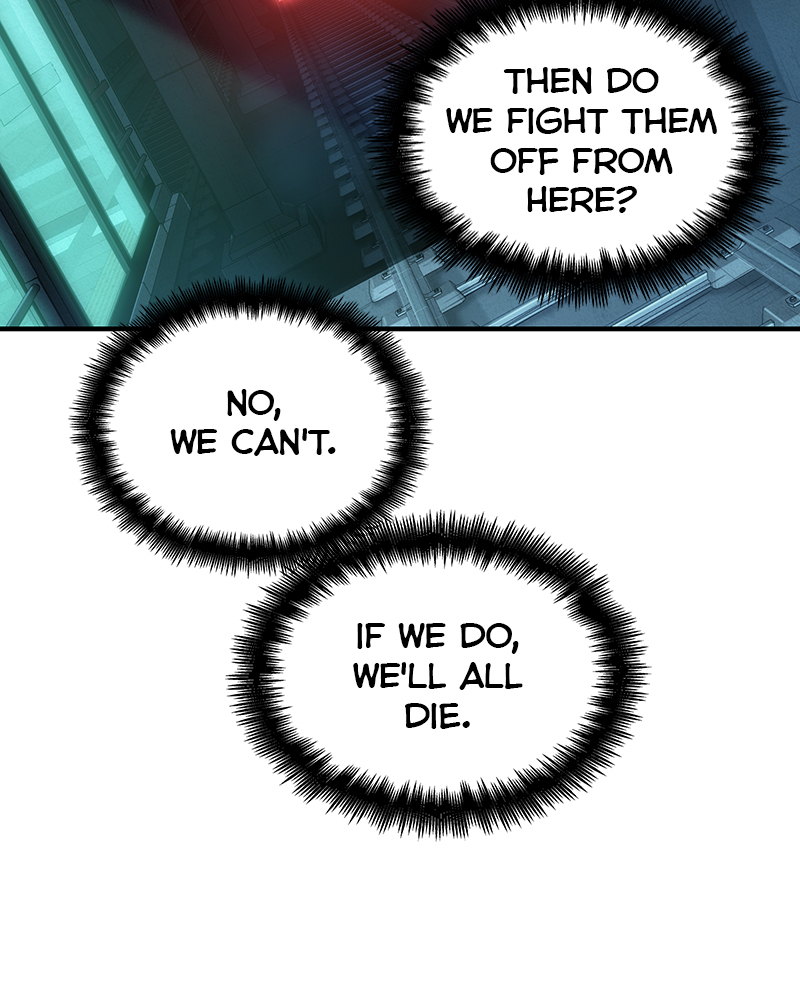 THEN DO
WE FIGHT THEM
OFF FROM
HERE?
NO,
WE CAN'T.
IF WE DO,
WE'LL ALL
DIE.